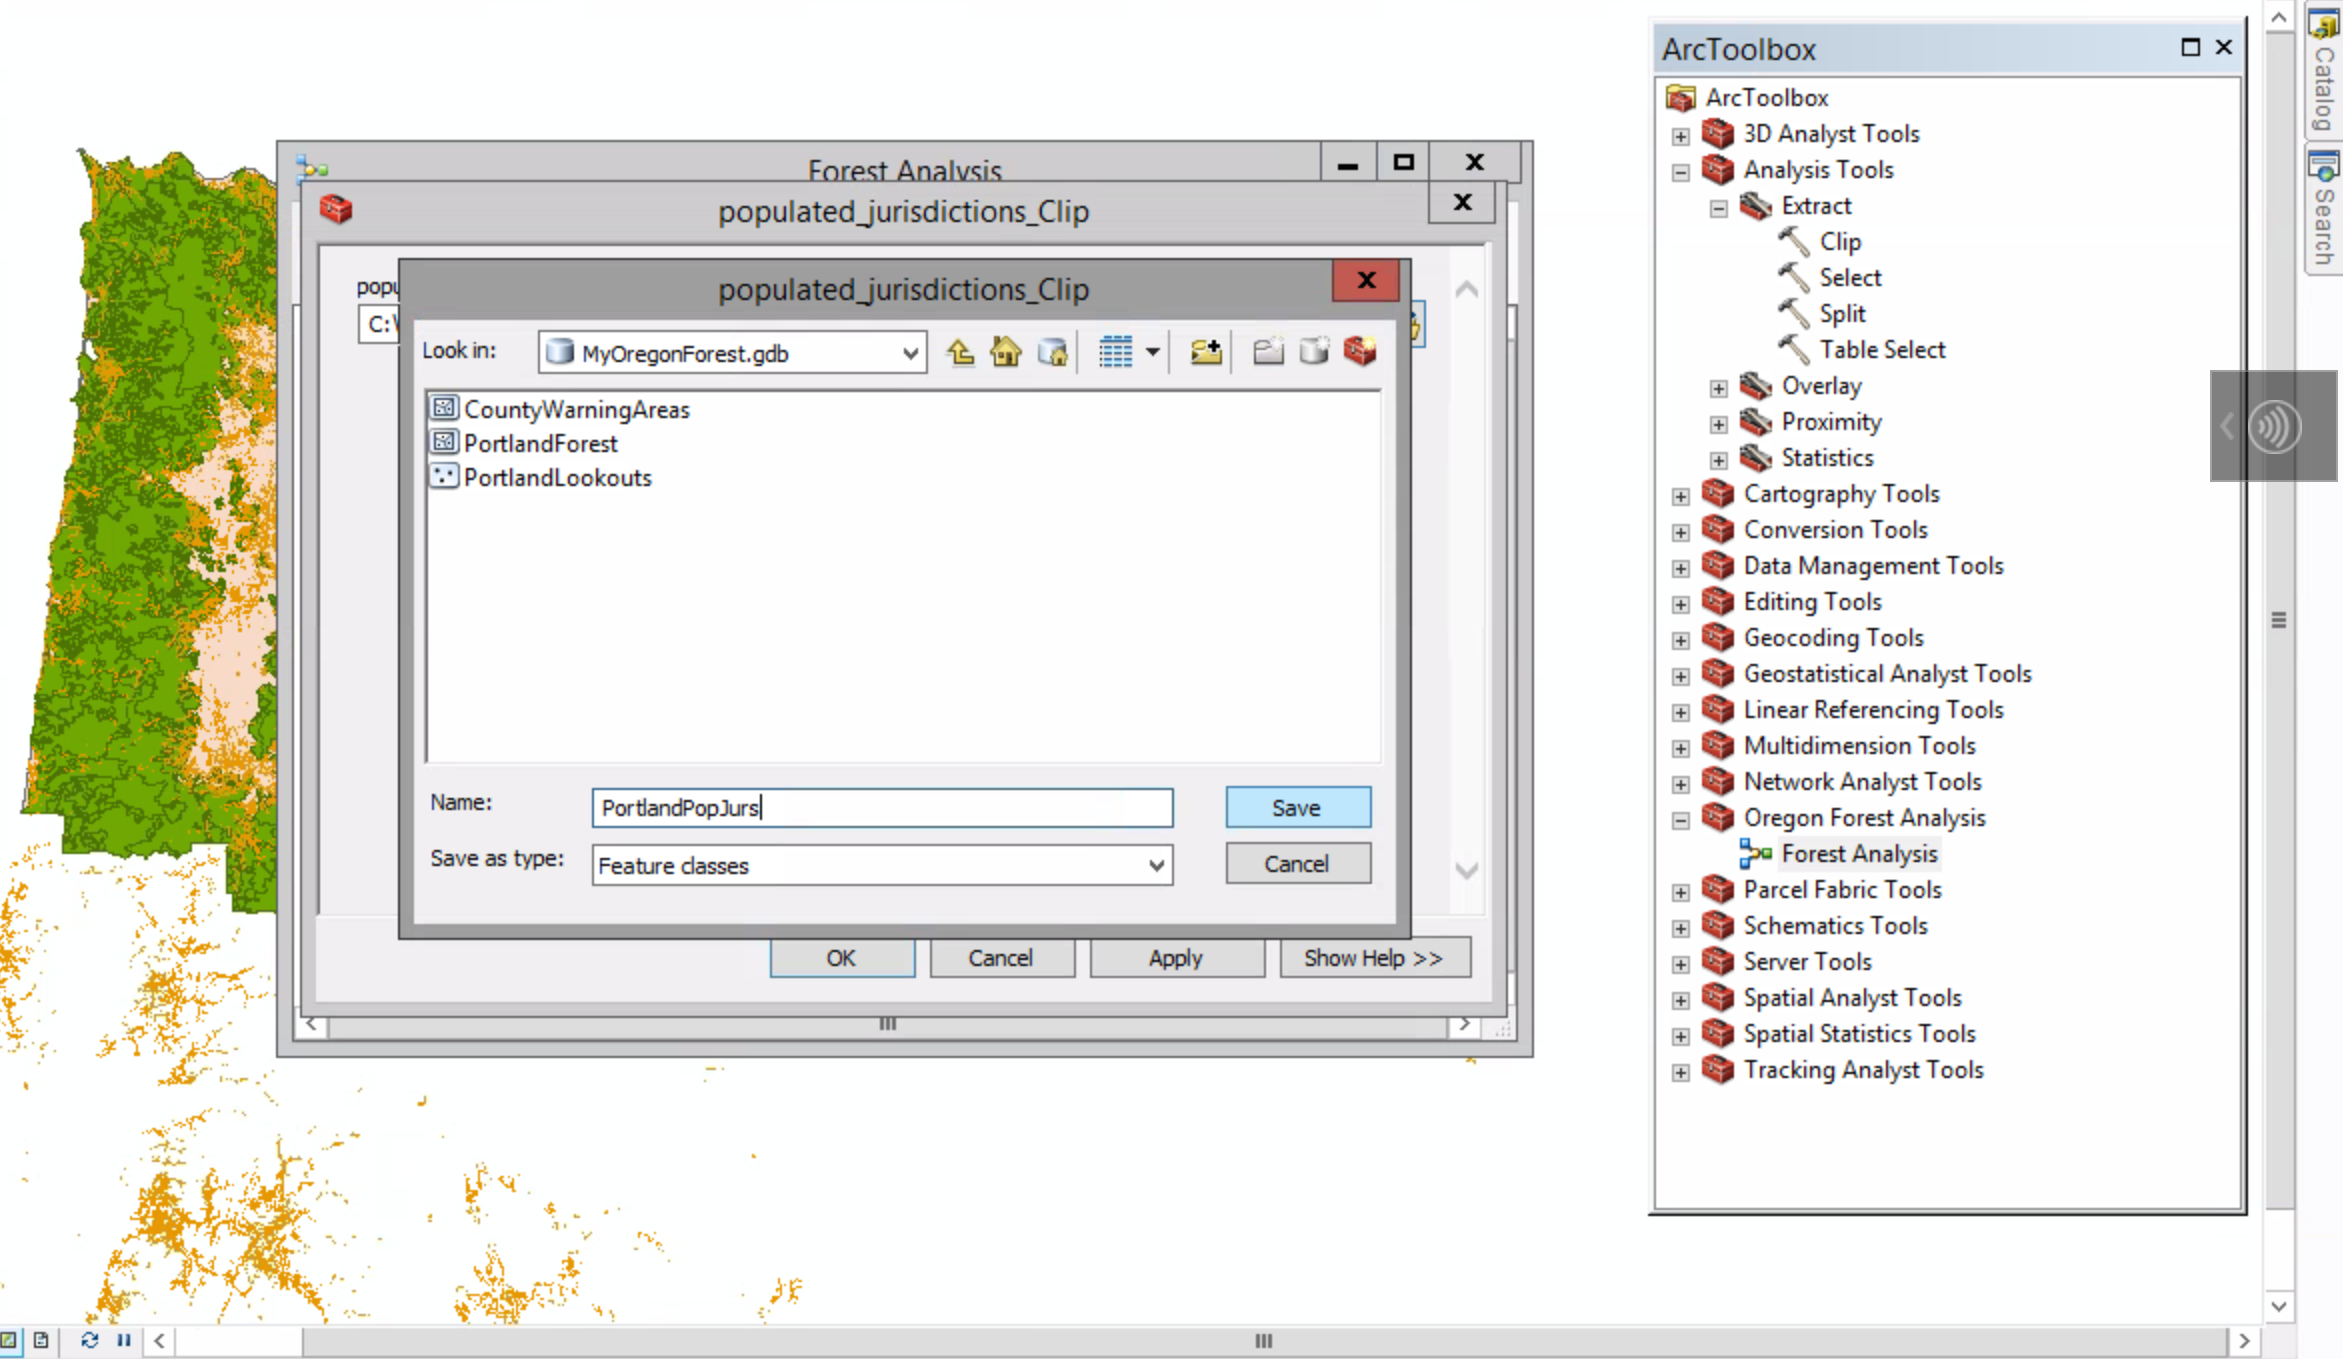 Forest Analysis
populated_jurisdictions_Clip
popu
C:\
populated_jurisdictions_Clip
Look in:
MyOregonForest.gdb
CountyWarningAreas
PortlandForest
PortlandLookouts
Name:
PortlandPopJurs
Save
Save as type:
Feature classes
Cancel
OK
Cancel
Apply
Show Help >>
ArcToolbox
ArcToolbox
3D Analyst Tools
Analysis Tools
Extract
Clip
Select
Split
Table Select
Overlay
Proximity
Statistics
Cartography Tools
Conversion Tools
Data Management Tools
Editing Tools
Geocoding Tools
Geostatistical Analyst Tools
Linear Referencing Tools
Multidimension Tools
Network Analyst Tools
Oregon Forest Analysis
Forest Analysis
Parcel Fabric Tools
Schematics Tools
Server Tools
Spatial Analyst Tools
Spatial Statistics Tools
Tracking Analyst Tools
Catalog
Search